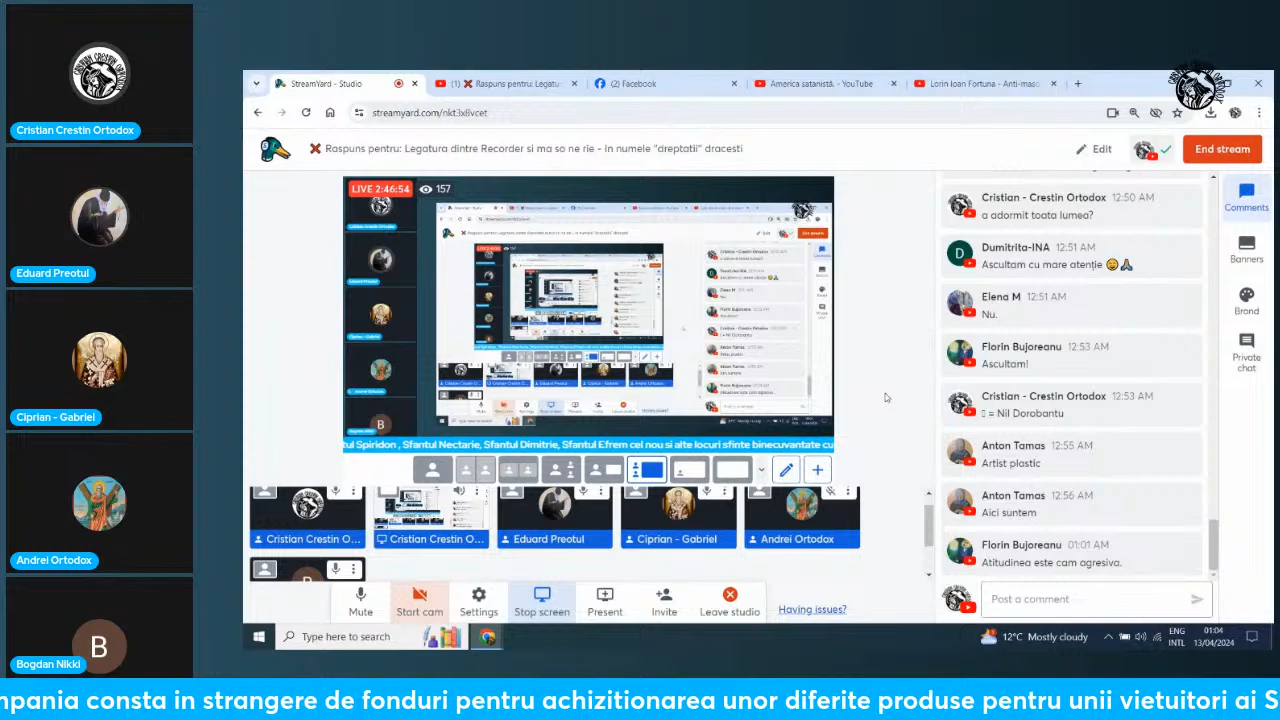 Cristian Crestin Ortodox
Eduard Preotul
Ciprian - Gabriel
Andrei Ortodox
B
Bogdan Nikki
StreamYard - Studio
(1) ❌ Raspuns pentru: Legatu
(2) Facebook
America satanistă. - YouTube
Lorin Ioan Fortuna - Anti-maso
streamyard.com/nkt3x8vcet
❌ Raspuns pentru: Legatura dintre Recorder si ma so ne rie - in numele "dreptatii" dracesti
Edit
End stream
LIVE 2:46:54
157
tul Spiridon , Sfantul Nectarie, Sfantul Dimitrie, Sfantul Efrem cel nou si alte locuri sfinte binecuvantate cu
Cristian Crestin O...
Cristian Crestin O...
Eduard Preotul
Ciprian - Gabriel
Andrei Ortodox
Mute
Start cam
Settings
Stop screen
Present
Invite
Leave studio
Having issues?
Cristian - Crestin Ortodox 12:50 AM
a adormit toata lumea?
D
Dumitrita-INA 12:51 AM
Ascultam cu mare atenție 😊🙏
Elena M 12:51 AM
Nu.
Florin Bujoreanu 12:53 AM
Ascultam!
Cristian - Crestin Ortodox 12:53 AM
= Nil Dorobantu
Anton Tamas 12:55 AM
Artist plastic
Anton Tamas 12:56 AM
Aici suntem
Florin Bujoreanu 01:01 AM
Atitudinea este cam agresiva.
Post a comment
Comments
Banners
Brand
Private
chat
Type here to search
12°C Mostly cloudy
ENG
INTL
01:04
13/04/2024
mpania consta in strangere de fonduri pentru achizitionarea unor diferite produse pentru unii vietuitori ai S